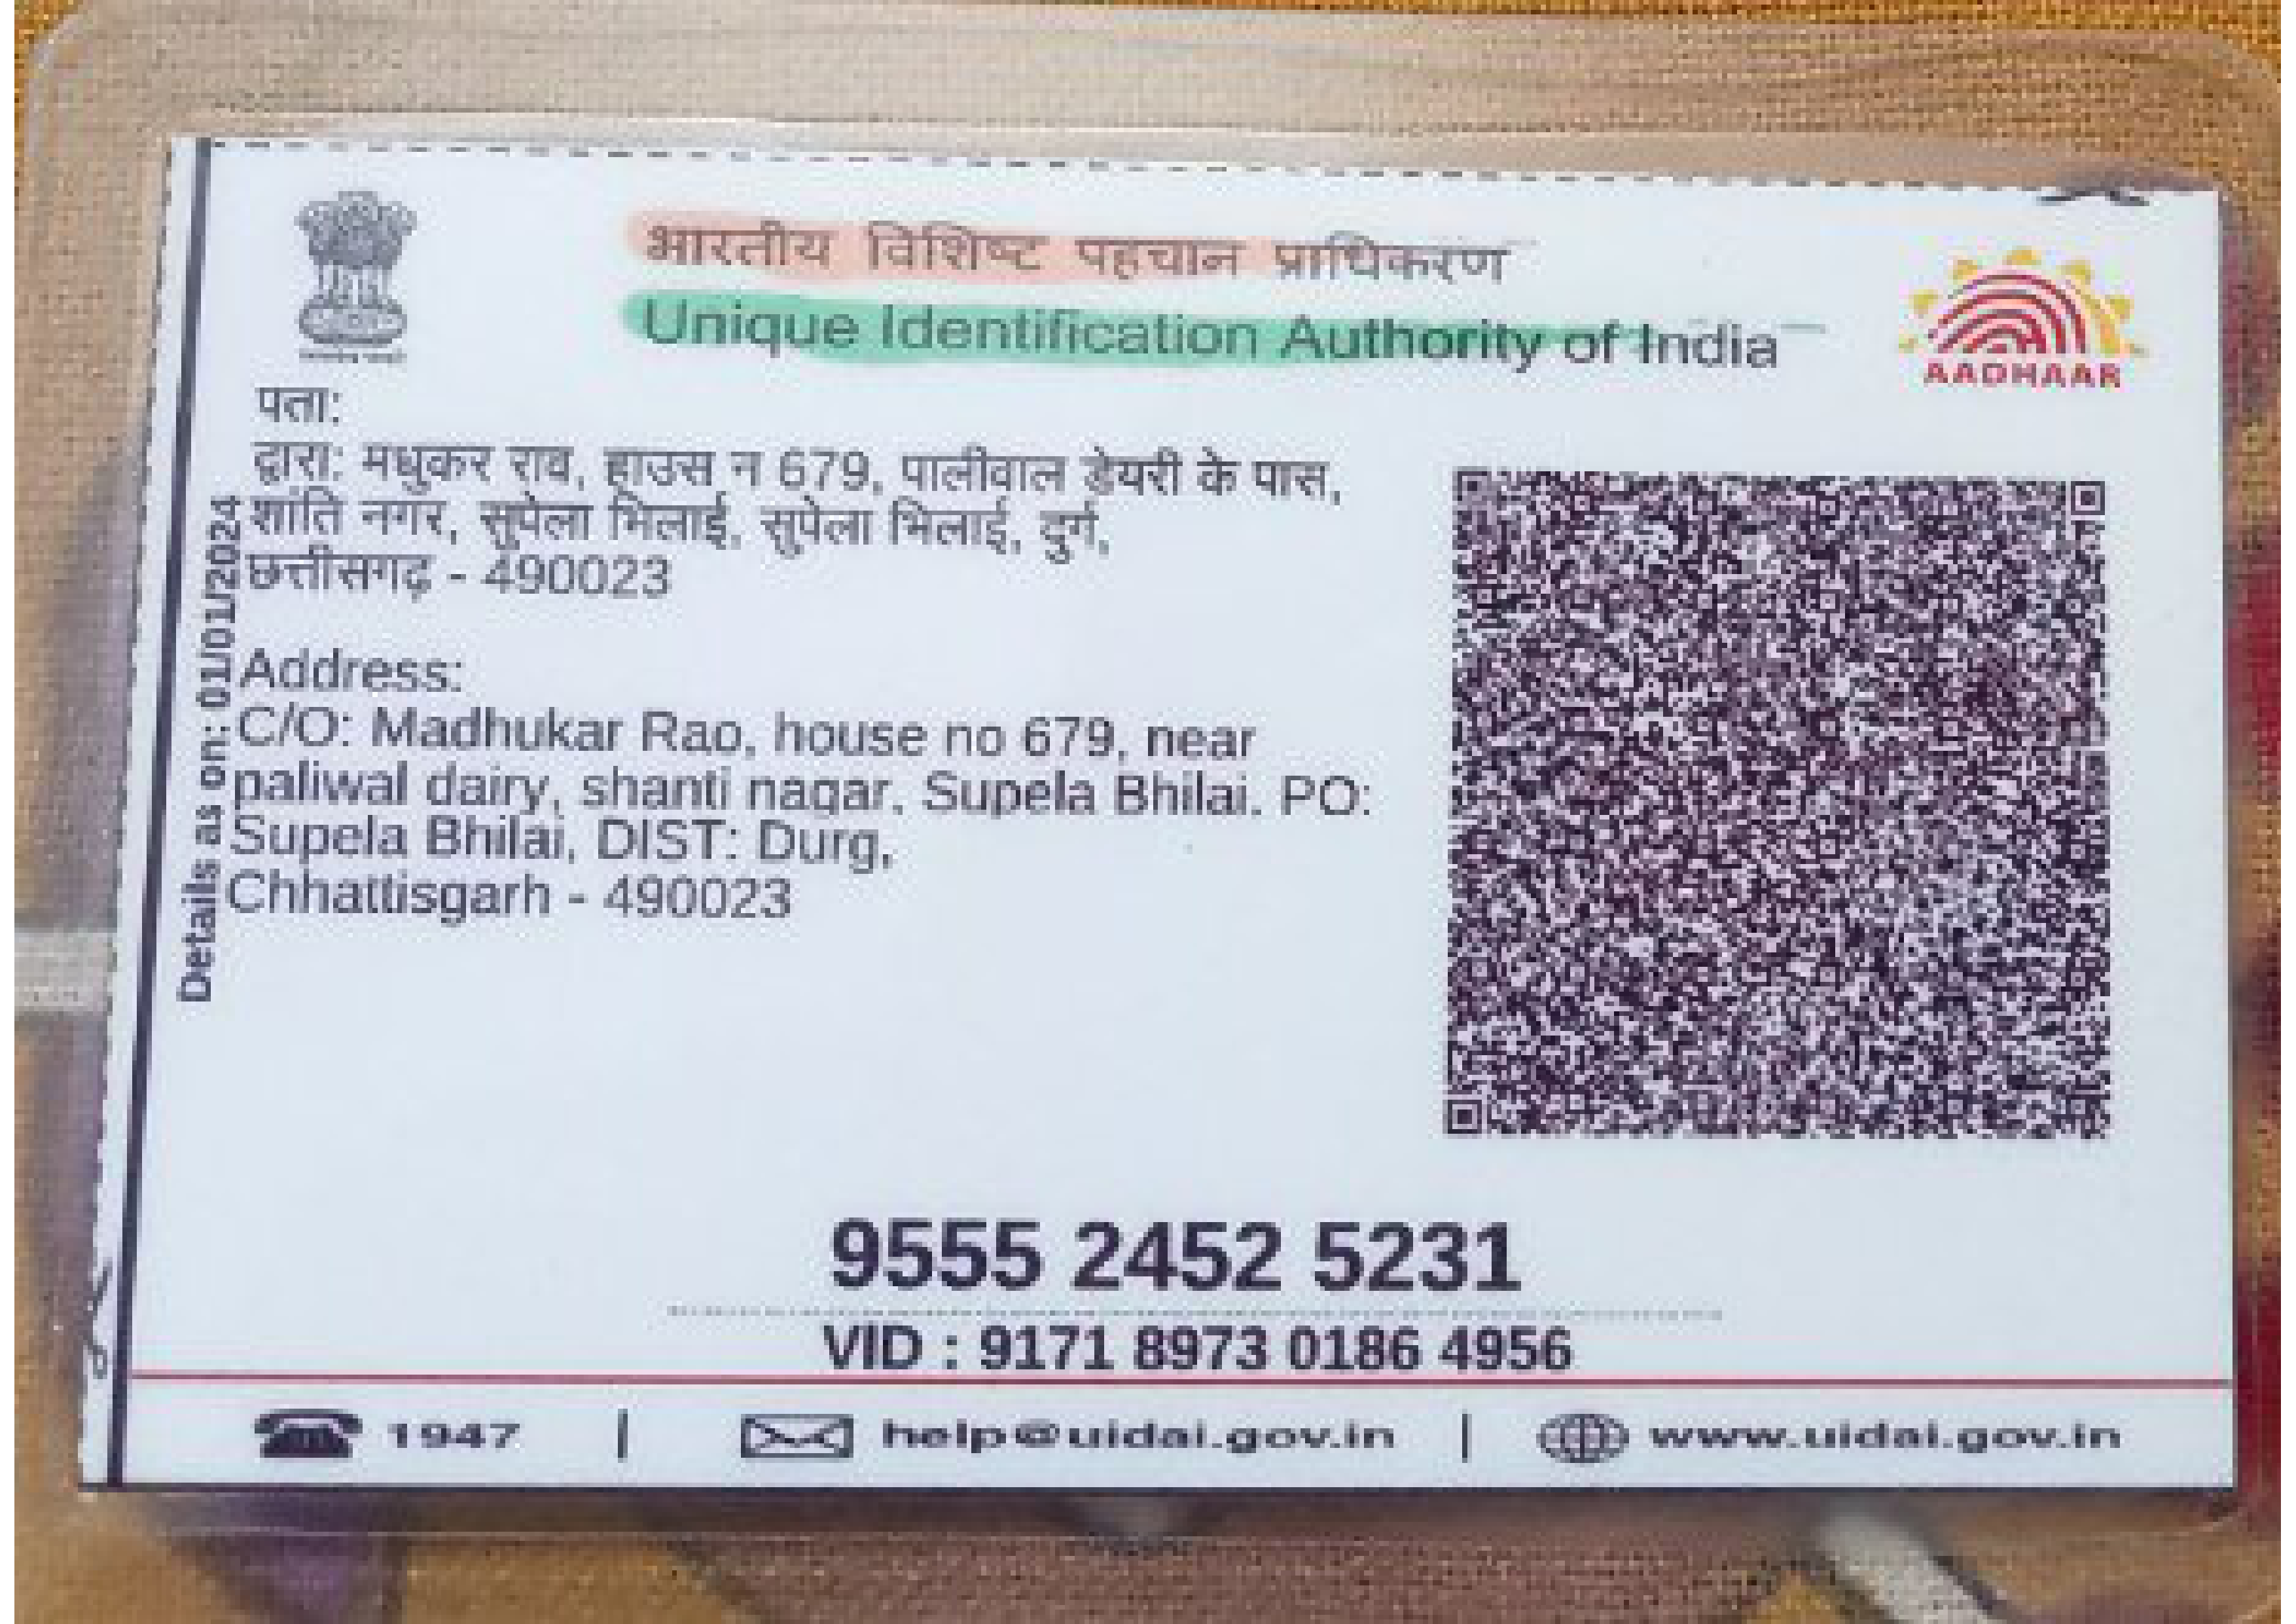 भारतीय विशिष्ट पहचान प्राधिकरण
Unique Identification Authority of India
AADHAAR
पता:
द्वारा: मधुकर राव, हाउस न 679, पालीवाल डेयरी के पास,
शांति नगर, सुपेला भिलाई, सुपेला भिलाई, दुर्ग,
छत्तीसगढ़ - 490023
Address:
C/O: Madhukar Rao, house no 679, near
paliwal dairy, shanti nagar, Supela Bhilai, PO:
Supela Bhilai, DIST: Durg,
Chhattisgarh - 490023
Details as on: 01/01/2024
9555 2452 5231
VID : 9171 8973 0186 4956
1947 | help@uidai.gov.in | www.uidai.gov.in